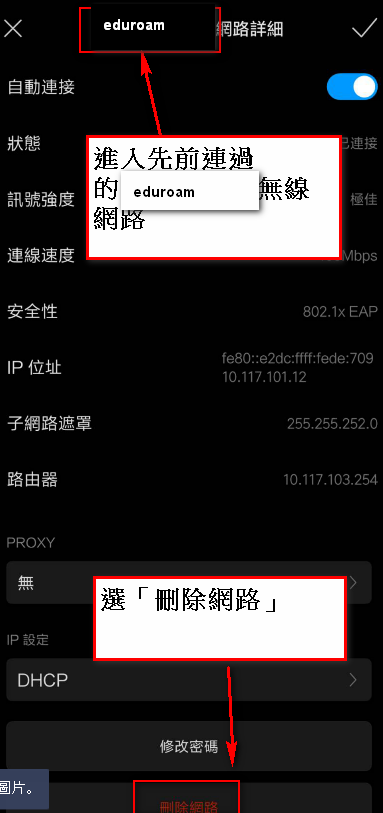 eduroam 網路詳細
自動連接
進入先前連過
的 eduroam 無線
網路
狀態 已連接
訊號強度 極佳
連線速度 Mbps
安全性 802.1x EAP
IP 位址 fe80::e2dc:ffff:fede:709
10.117.101.12
子網路遮罩 255.255.252.0
路由器 10.117.103.254
PROXY
無
選「刪除網路」
IP 設定
DHCP
修改密碼
圖片。
刪除網路